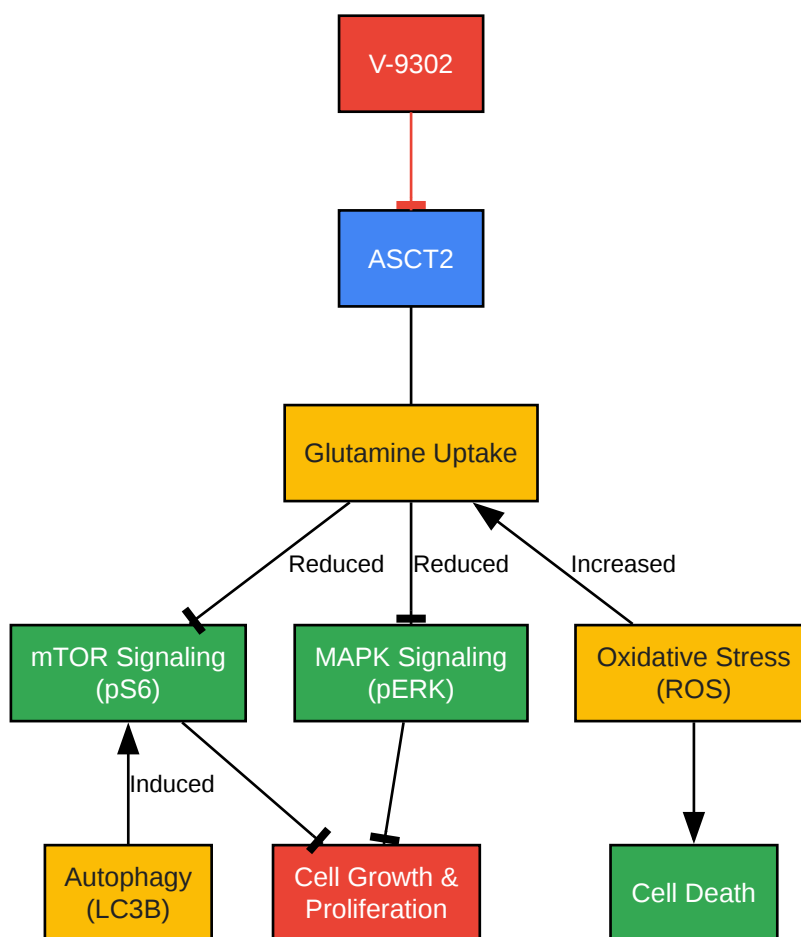 V-9302
ASCT2
Glutamine Uptake
Reduced
Reduced
Increased
mTOR Signaling
(pS6)
MAPK Signaling
(pERK)
Oxidative Stress
(ROS)
Induced
Autophagy
(LC3B)
Cell Growth &
Proliferation
Cell Death